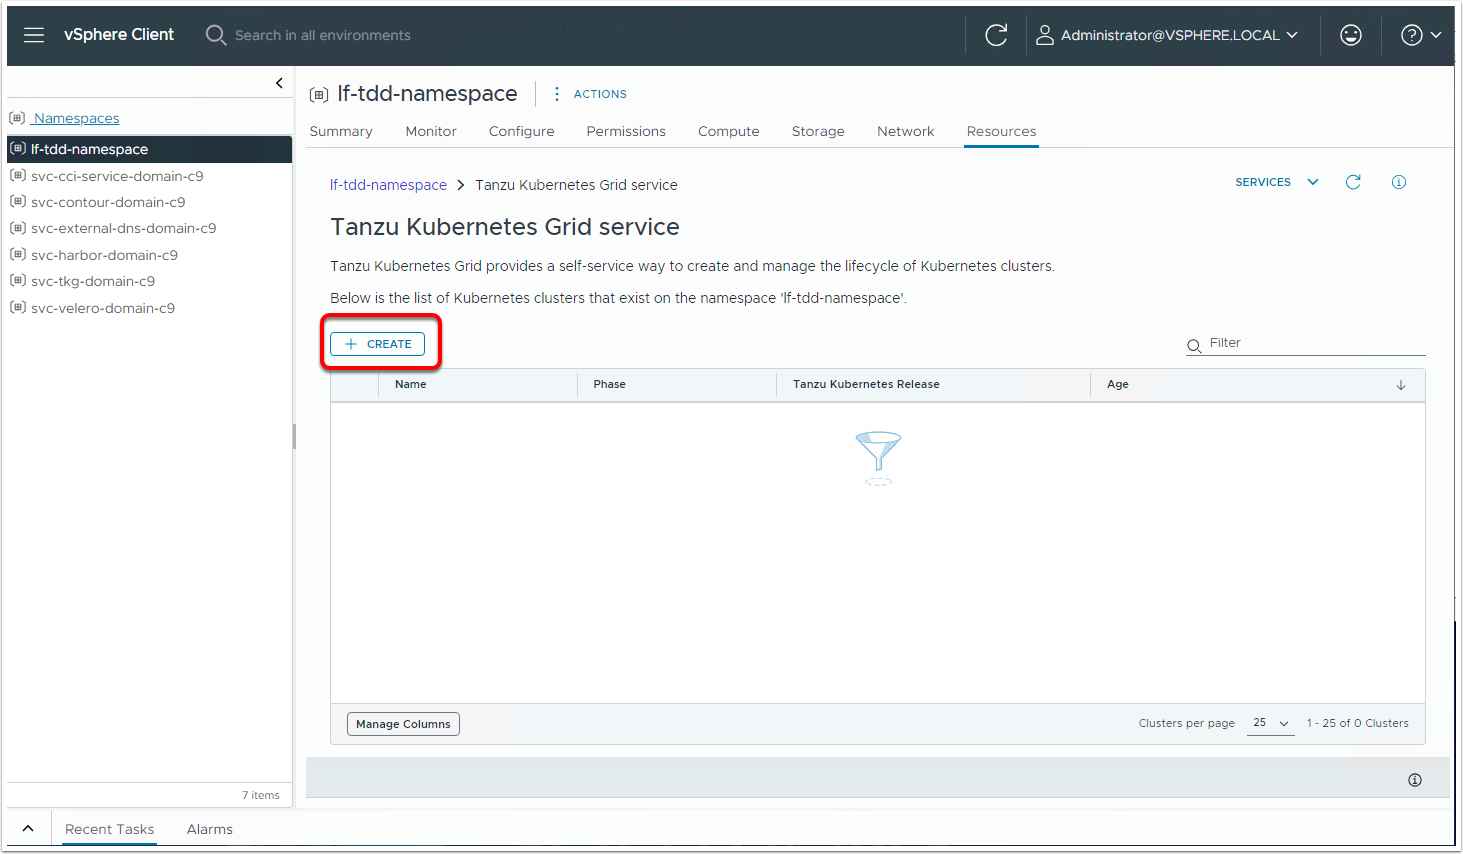 vSphere Client
Search in all environments
Administrator@VSPHERE.LOCAL
Namespaces
lf-tdd-namespace
svc-cci-service-domain-c9
svc-contour-domain-c9
svc-external-dns-domain-c9
svc-harbor-domain-c9
svc-tkg-domain-c9
svc-velero-domain-c9
7 items
lf-tdd-namespace
ACTIONS
Summary Monitor Configure Permissions Compute Storage Network Resources
lf-tdd-namespace > Tanzu Kubernetes Grid service
SERVICES
Tanzu Kubernetes Grid service
Tanzu Kubernetes Grid provides a self-service way to create and manage the lifecycle of Kubernetes clusters.
Below is the list of Kubernetes clusters that exist on the namespace 'lf-tdd-namespace'.
+ CREATE
Filter
Name Phase Tanzu Kubernetes Release Age
Manage Columns
Clusters per page 25 1 - 25 of 0 Clusters
Recent Tasks Alarms